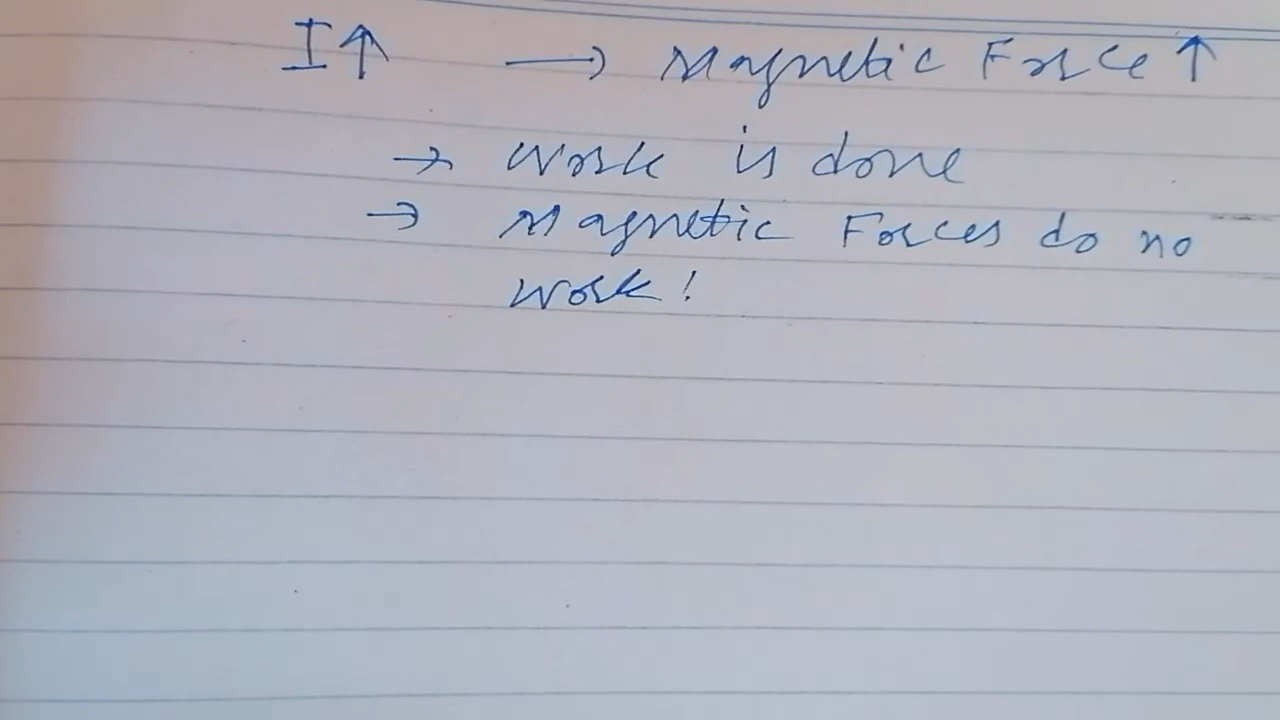 I↑ → Magnetic Force ↑
→ Work is done
→ Magnetic Forces do no
work!